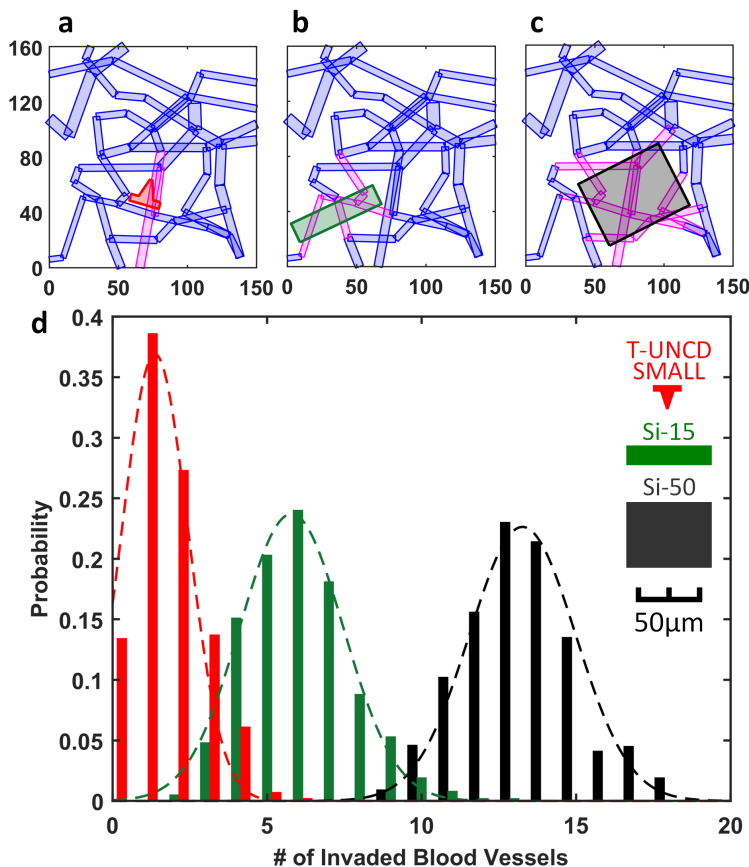 a b c
160
120
80
40
0
0 50 100 150 0 50 100 150 0 50 100 150
d
0.4
0.35
0.3
0.25
0.2
0.15
0.1
0.05
0
Probability
T-UNCD
SMALL
Si-15
Si-50
50μm
0 5 10 15 20
# of Invaded Blood Vessels